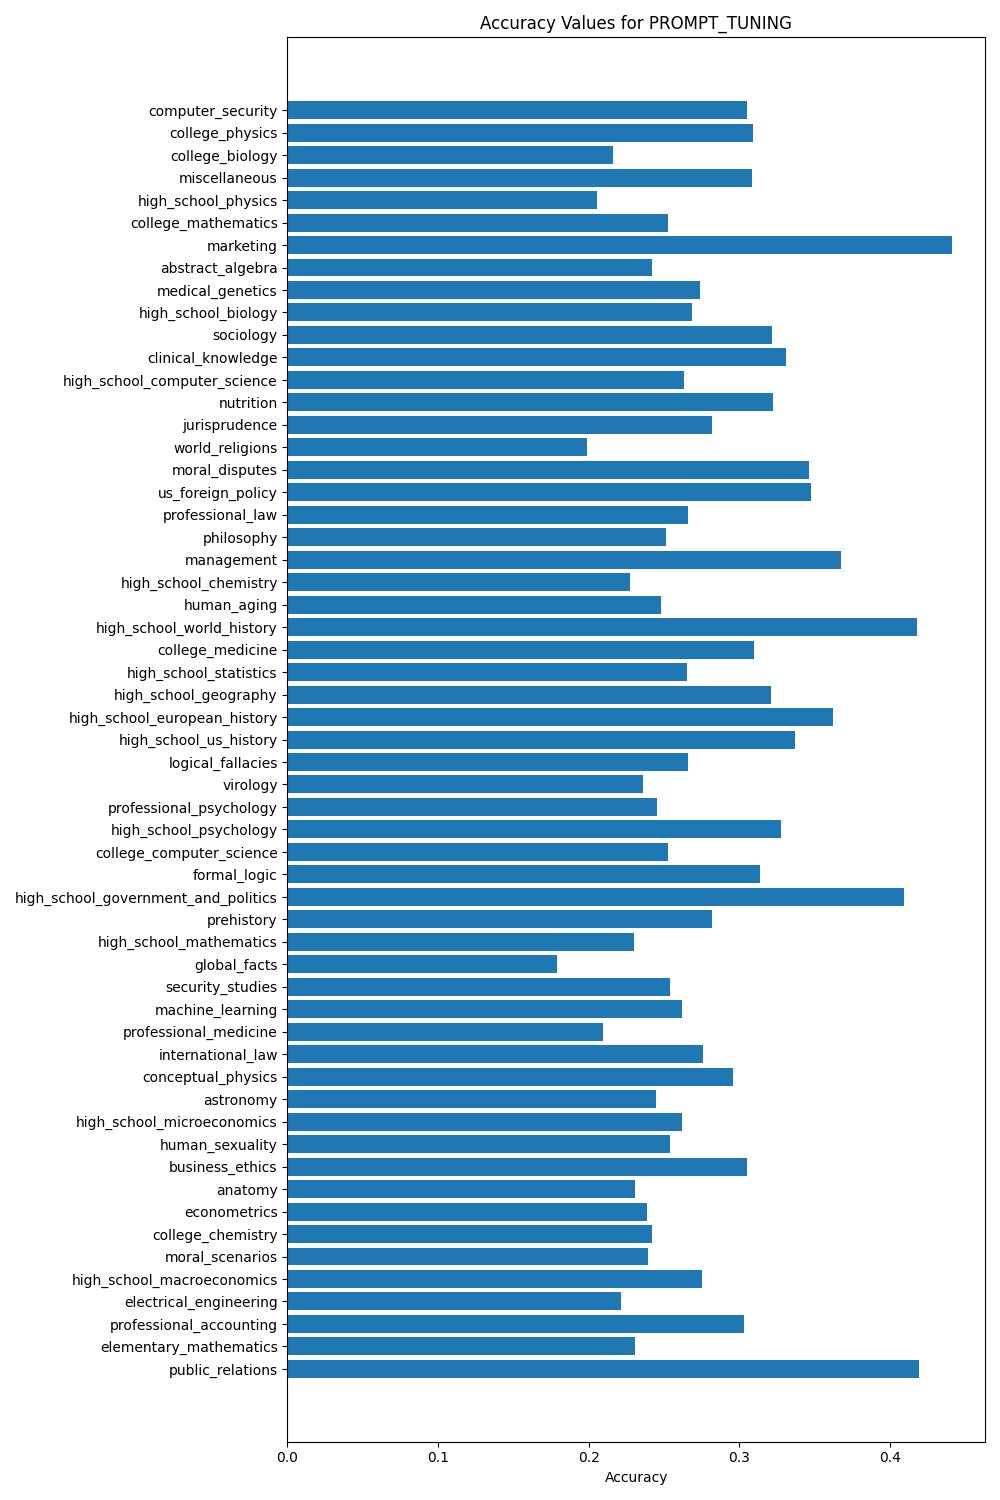 Accuracy Values for PROMPT_TUNING
computer_security
college_physics
college_biology
miscellaneous
high_school_physics
college_mathematics
marketing
abstract_algebra
medical_genetics
high_school_biology
sociology
clinical_knowledge
high_school_computer_science
nutrition
jurisprudence
world_religions
moral_disputes
us_foreign_policy
professional_law
philosophy
management
high_school_chemistry
human_aging
high_school_world_history
college_medicine
high_school_statistics
high_school_geography
high_school_european_history
high_school_us_history
logical_fallacies
virology
professional_psychology
high_school_psychology
college_computer_science
formal_logic
high_school_government_and_politics
prehistory
high_school_mathematics
global_facts
security_studies
machine_learning
professional_medicine
international_law
conceptual_physics
astronomy
high_school_microeconomics
human_sexuality
business_ethics
anatomy
econometrics
college_chemistry
moral_scenarios
high_school_macroeconomics
electrical_engineering
professional_accounting
elementary_mathematics
public_relations
0.0 0.1 0.2 0.3 0.4
Accuracy